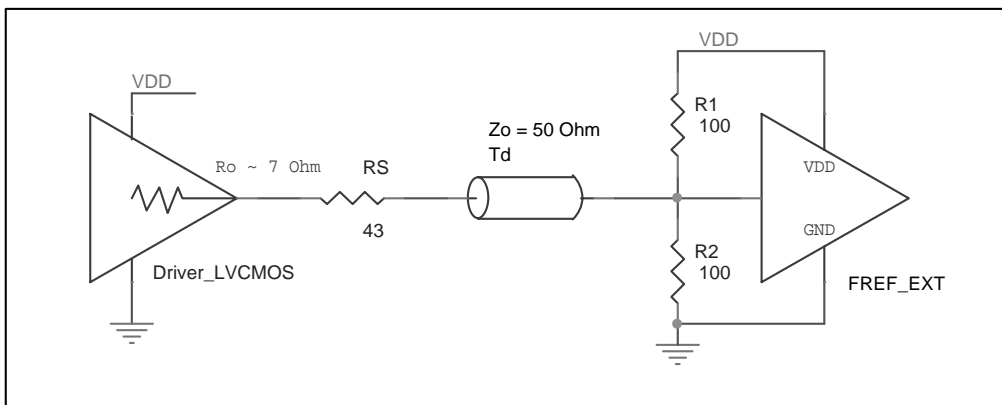 VDD
Ro ~ 7 Ohm
RS
43
Driver_LVCMOS
Zo = 50 Ohm
Td
VDD
R1
100
VDD
GND
R2
100
FREF_EXT